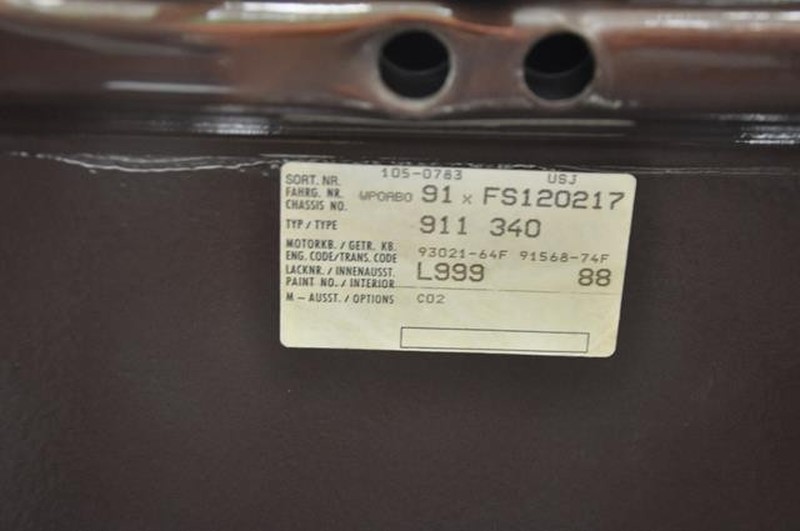 SORT. NR. 105-0783 USJ
FAHRG. NR. CHASSIS NO. WPOABO 91 x FS120217
TYP / TYPE 911 340
MOTORKB. / GETR. KB. ENG. CODE/TRANS. CODE 93021-64F 91568-74F
LACKNR. / INNENAUSST. PAINT NO. / INTERIOR L999 88
M – AUSST. / OPTIONS C02